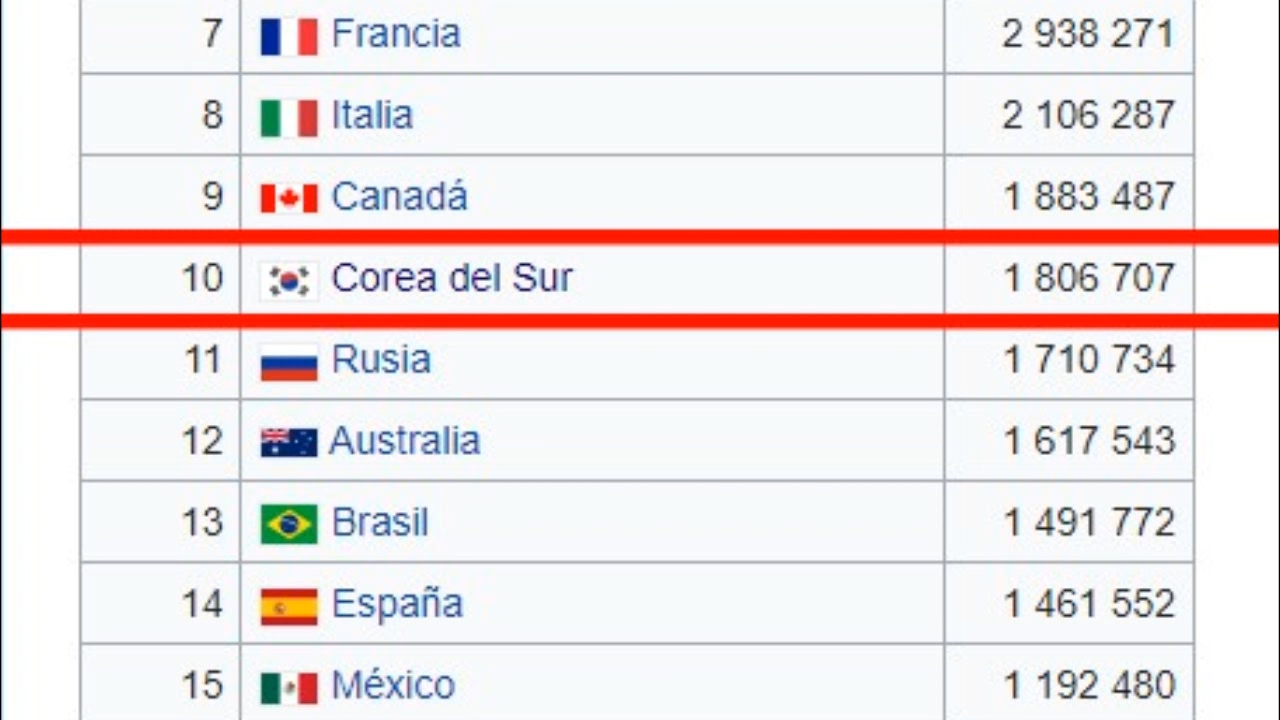 7 Francia 2 938 271
8 Italia 2 106 287
9 Canadá 1 883 487
10 Corea del Sur 1 806 707
11 Rusia 1 710 734
12 Australia 1 617 543
13 Brasil 1 491 772
14 España 1 461 552
15 México 1 192 480